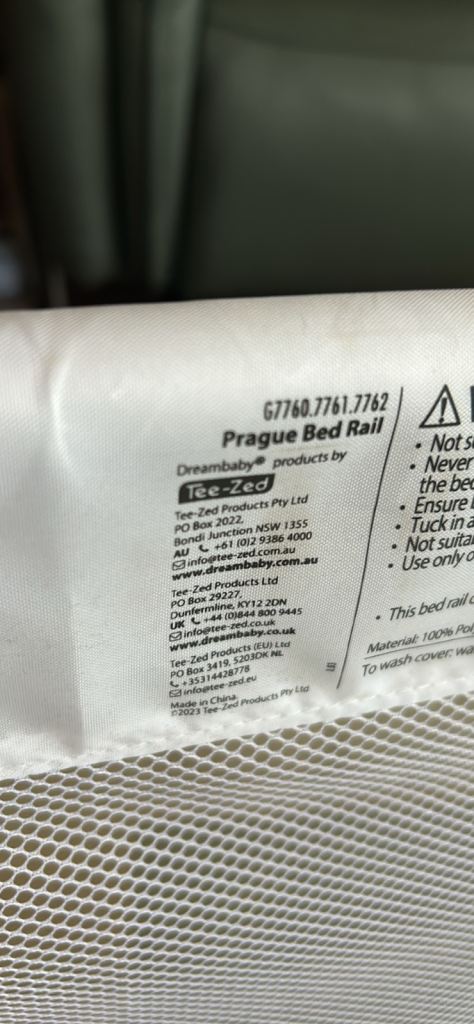 G7760.7761.7762
Prague Bed Rail
Dreambaby® products by
Tee-Zed
Tee-Zed Products Pty Ltd
PO Box 2022,
Bondi Junction NSW 1355
AU +61 (0)2 9386 4000
info@tee-zed.com.au
www.dreambaby.com.au
Tee-Zed Products Ltd
PO Box 29227,
Dunfermline, KY12 2DN
UK +44 (0)844 800 9445
info@tee-zed.co.uk
www.dreambaby.co.uk
Tee-Zed Products (EU) Ltd
PO Box 3419, 5203DK NL
+35314428778
info@tee-zed.eu
Made in China.
©2023 Tee-Zed Products Pty Ltd
• Not
• Never
the
• Ensure
• Tuck in a
• Not
• Use only
• This bed rail
Material: 100%
To wash cover: